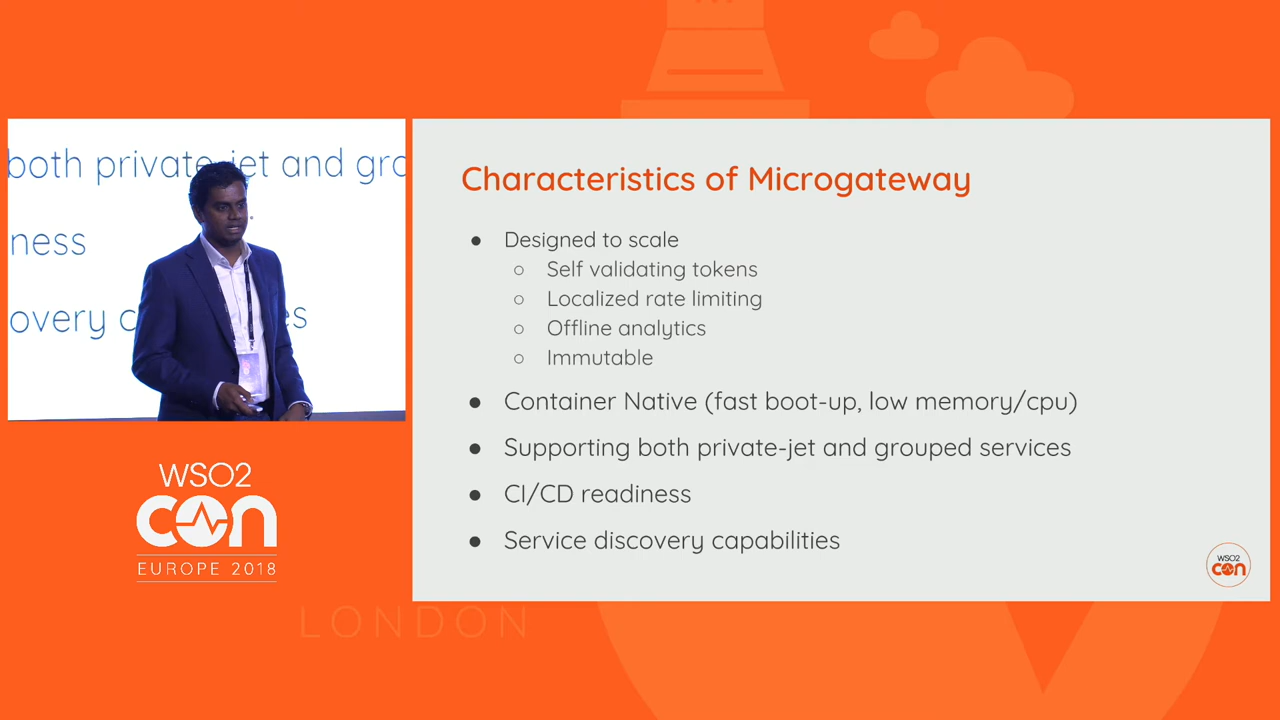 both private-jet and gro
ness
overy c es
WSO2
con
EUROPE 2018
LONDON
Characteristics of Microgateway
● Designed to scale
○ Self validating tokens
○ Localized rate limiting
○ Offline analytics
○ Immutable
● Container Native (fast boot-up, low memory/cpu)
● Supporting both private-jet and grouped services
● CI/CD readiness
● Service discovery capabilities
WSO2
con